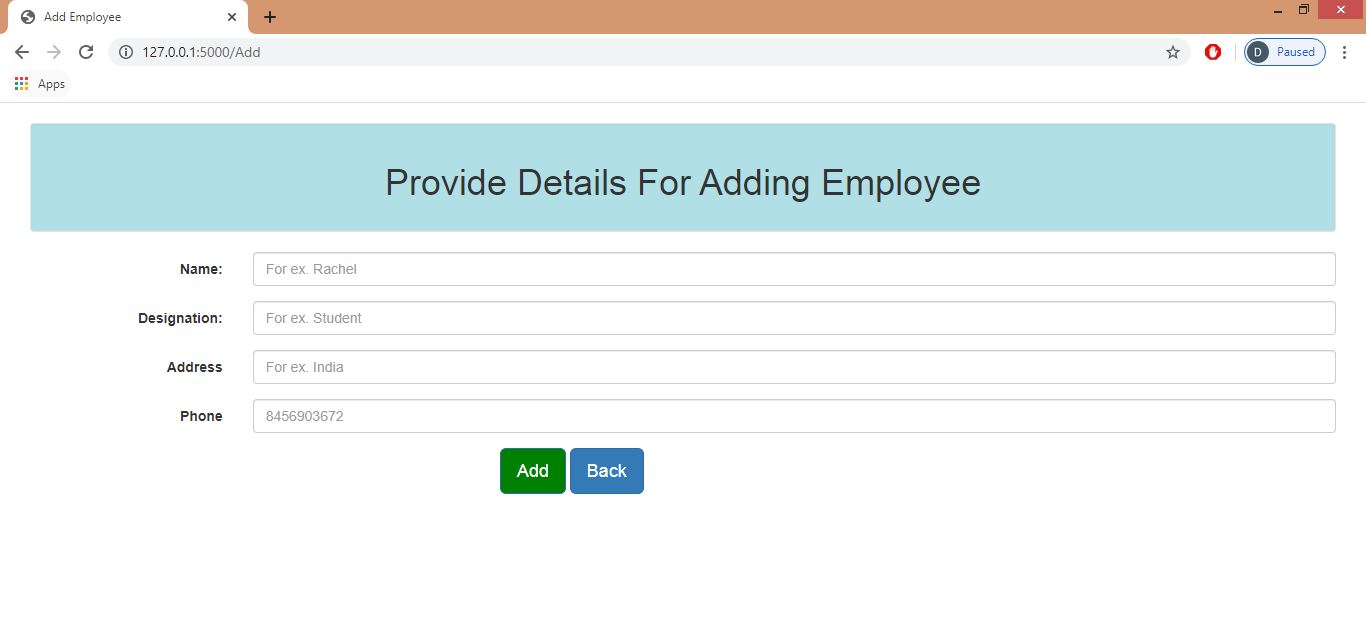 Add Employee
127.0.0.1:5000/Add
D Paused
Apps
Provide Details For Adding Employee
Name: For ex. Rachel
Designation: For ex. Student
Address For ex. India
Phone 8456903672
Add Back